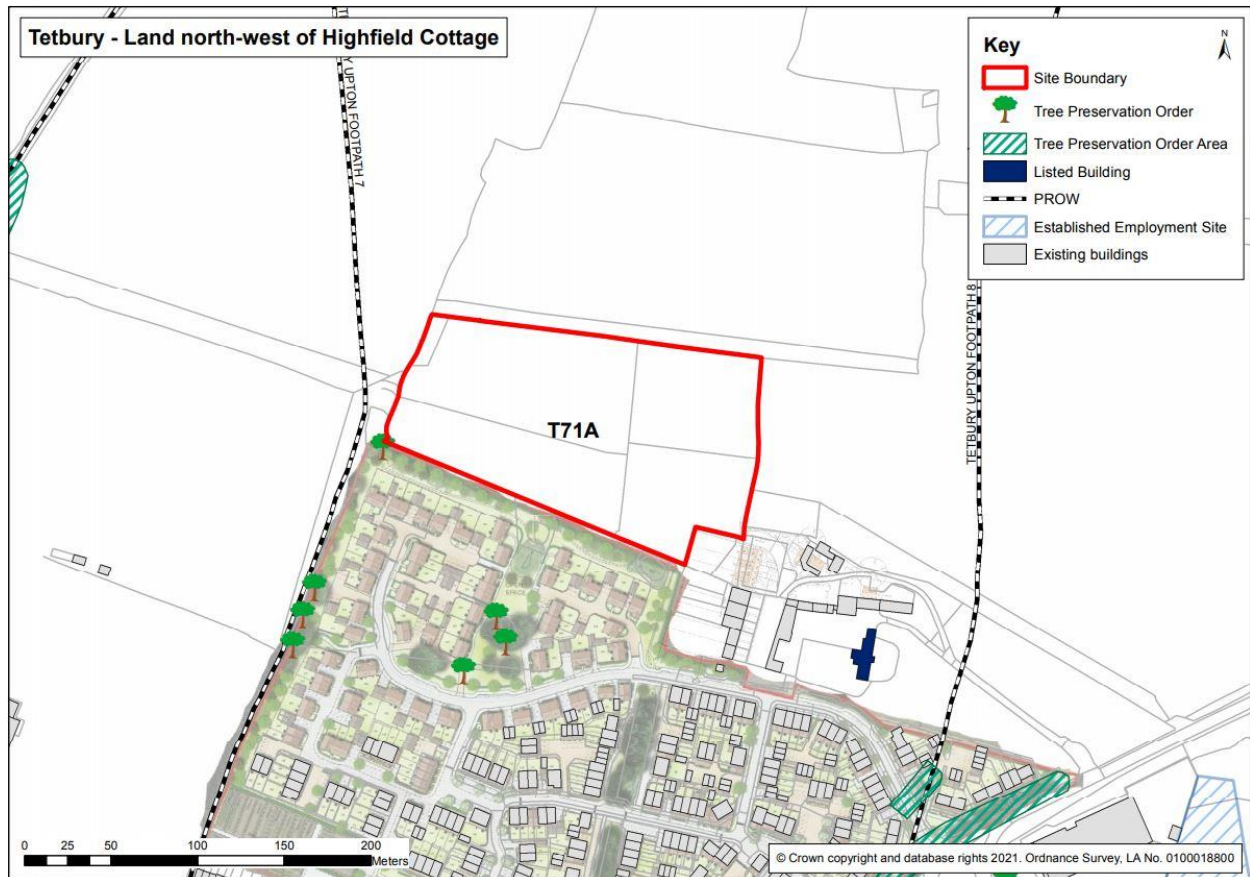 Tetbury - Land north-west of Highfield Cottage
Key
N
Site Boundary
Tree Preservation Order
Tree Preservation Order Area
Listed Building
PROW
Established Employment Site
Existing buildings
Y UPTON FOOTPATH 7
TETBURY UPTON FOOTPATH 8
T71A
SPACE
0 25 50 100 150 200
Meters
© Crown copyright and database rights 2021. Ordnance Survey, LA No. 0100018800